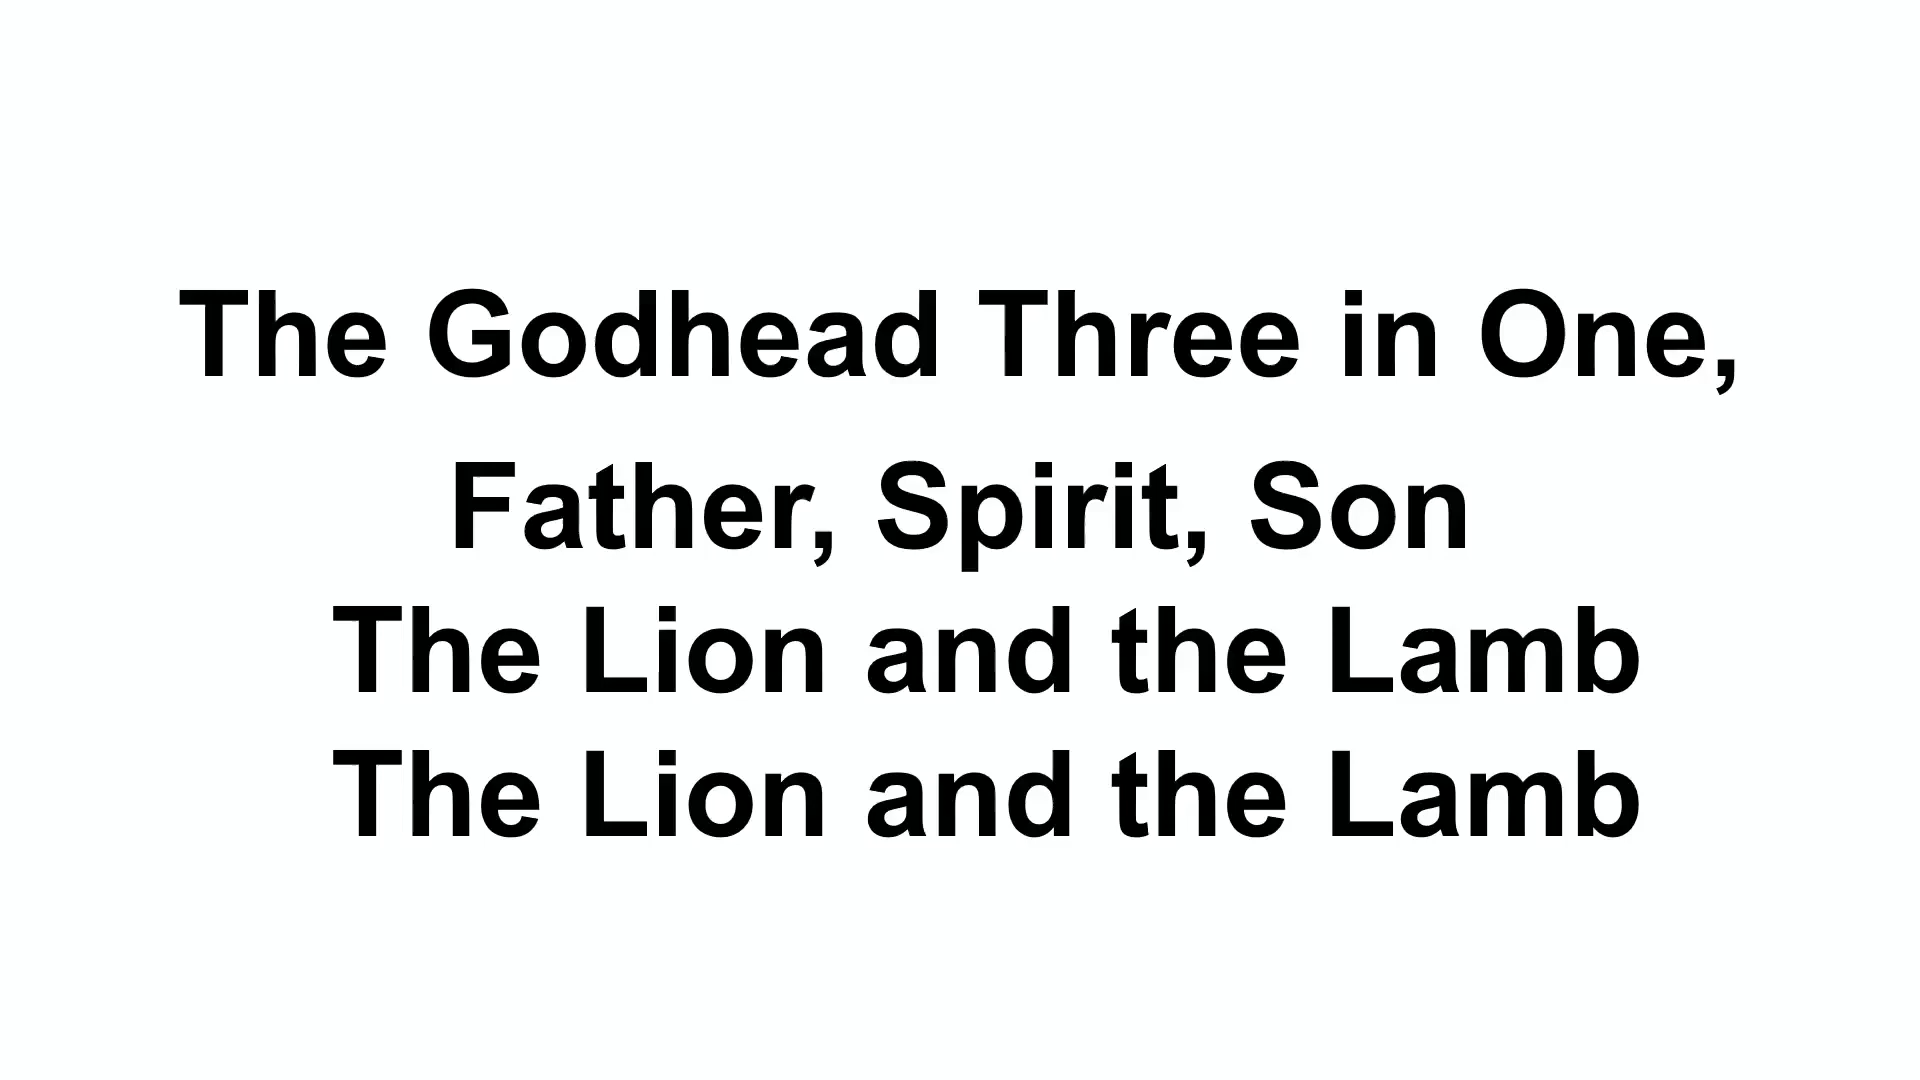 The Godhead Three in One,
Father, Spirit, Son
The Lion and the Lamb
The Lion and the Lamb